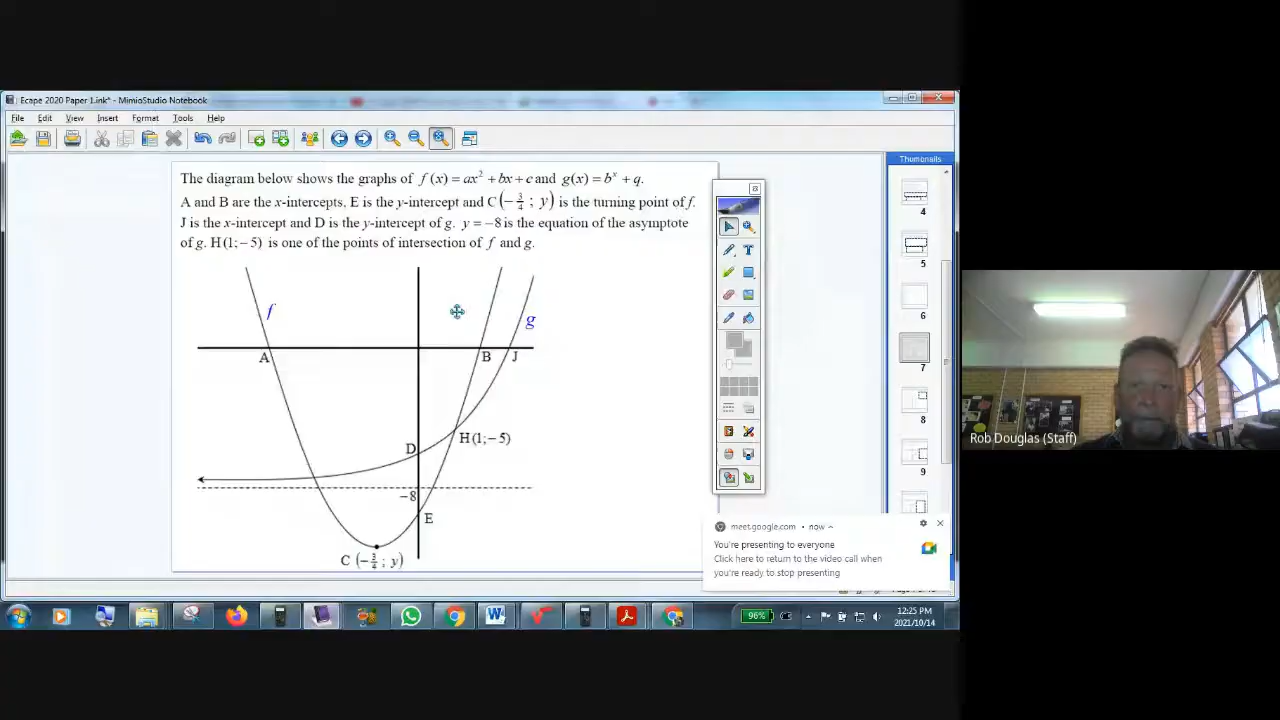 Ecape 2020 Paper 1.ink* - MimioStudio Notebook
File Edit View Insert Format Tools Help
Thumbnails
The diagram below shows the graphs of f(x) = ax² + bx + c and g(x) = bˣ + q.
A and B are the x-intercepts, E is the y-intercept and C(−3/4 ; y) is the turning point of f.
J is the x-intercept and D is the y-intercept of g. y = −8 is the equation of the asymptote
of g. H(1;−5) is one of the points of intersection of f and g.
f
g
A
B
J
D
H(1;−5)
−8
E
C (−3/4 ; y)
4
5
6
7
8
9
T
Rob Douglas (Staff)
meet.google.com • now
You're presenting to everyone
Click here to return to the video call when
you're ready to stop presenting
96%
12:25 PM
2021/10/14